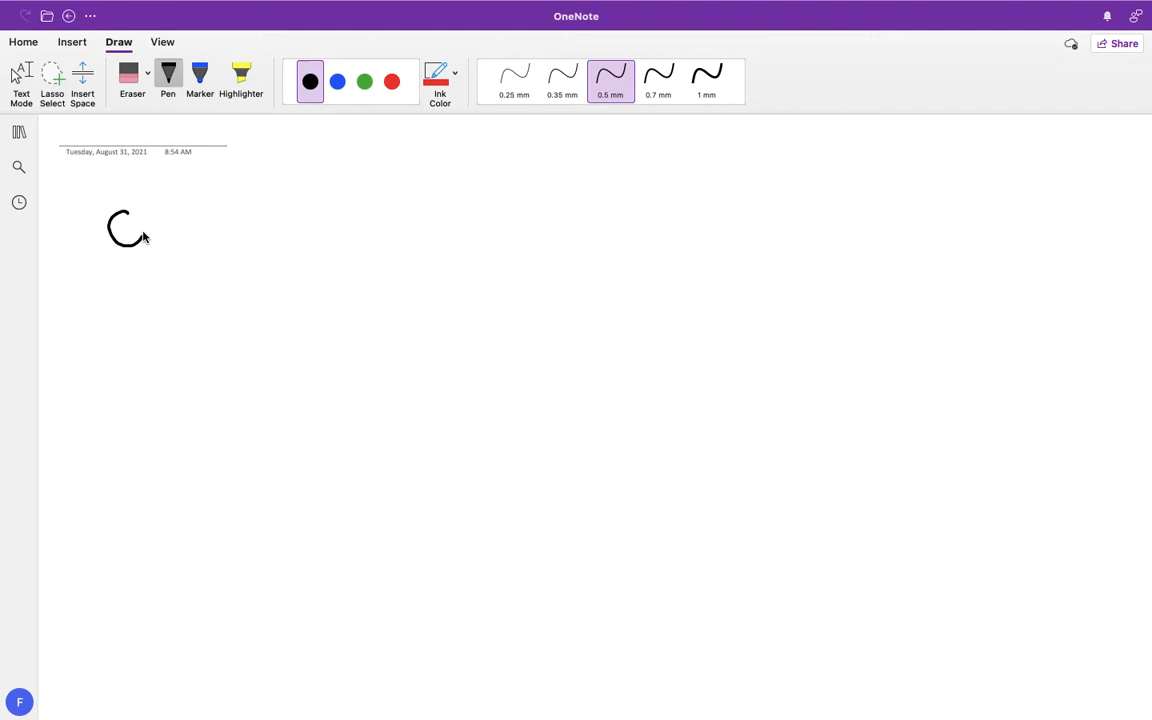 OneNote
Home Insert Draw View
Share
Text Mode
Lasso Select
Insert Space
Eraser
Pen
Marker
Highlighter
Ink Color
0.25 mm
0.35 mm
0.5 mm
0.7 mm
1 mm
Tuesday, August 31, 2021 8:54 AM
C
F